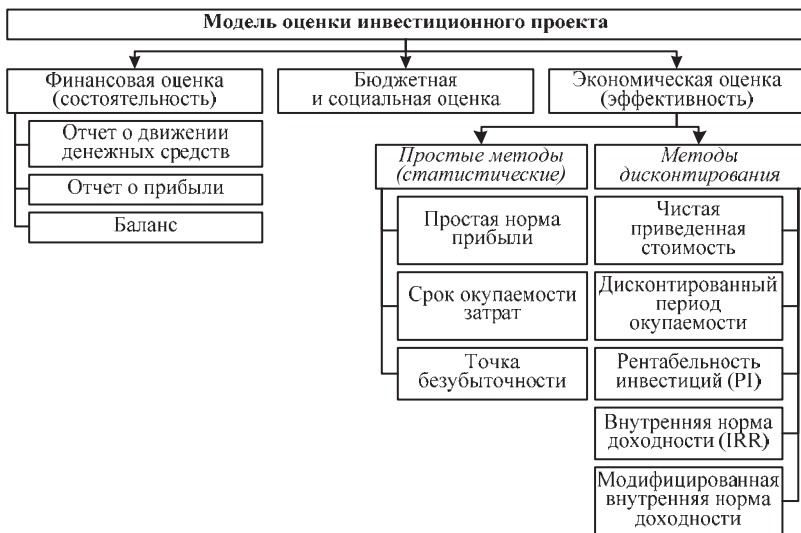 Модель оценки инвестиционного проекта
Финансовая оценка
(состоятельность)
Бюджетная
и социальная оценка
Экономическая оценка
(эффективность)
Отчет о движении
денежных средств
Отчет о прибыли
Баланс
Простые методы
(статистические)
Простая норма
прибыли
Срок окупаемости
затрат
Точка
безубыточности
Методы
дисконтирования
Чистая
приведенная
стоимость
Дисконтированный
период
окупаемости
Рентабельность
инвестиций (PI)
Внутренняя норма
доходности (IRR)
Модифицированная
внутренняя норма
доходности